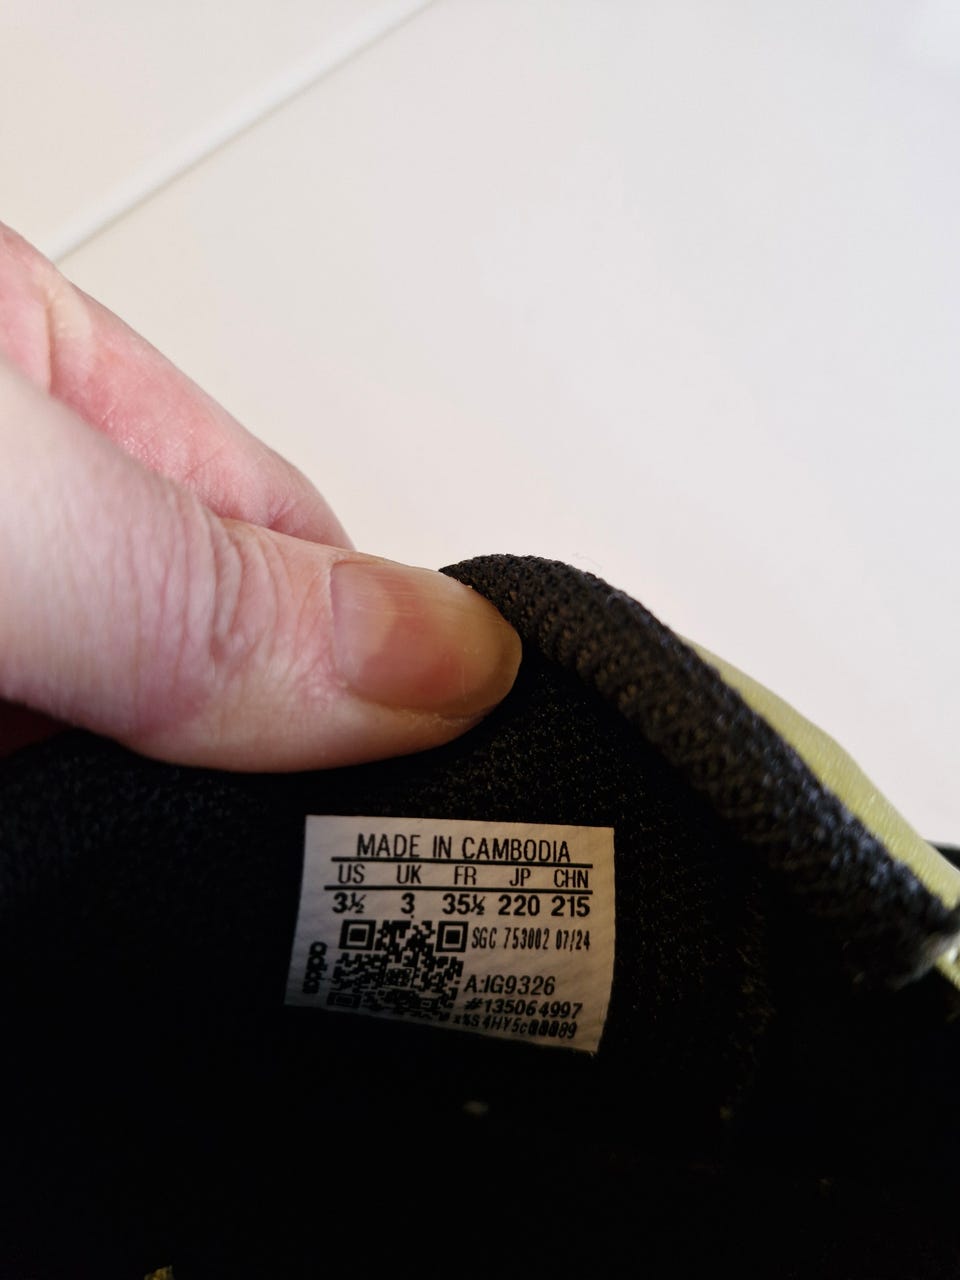 MADE IN CAMBODIA
US UK FR JP CHN
3½ 3 35½ 220 215
SGC 753002 07/24
A:IG9326
#135064997